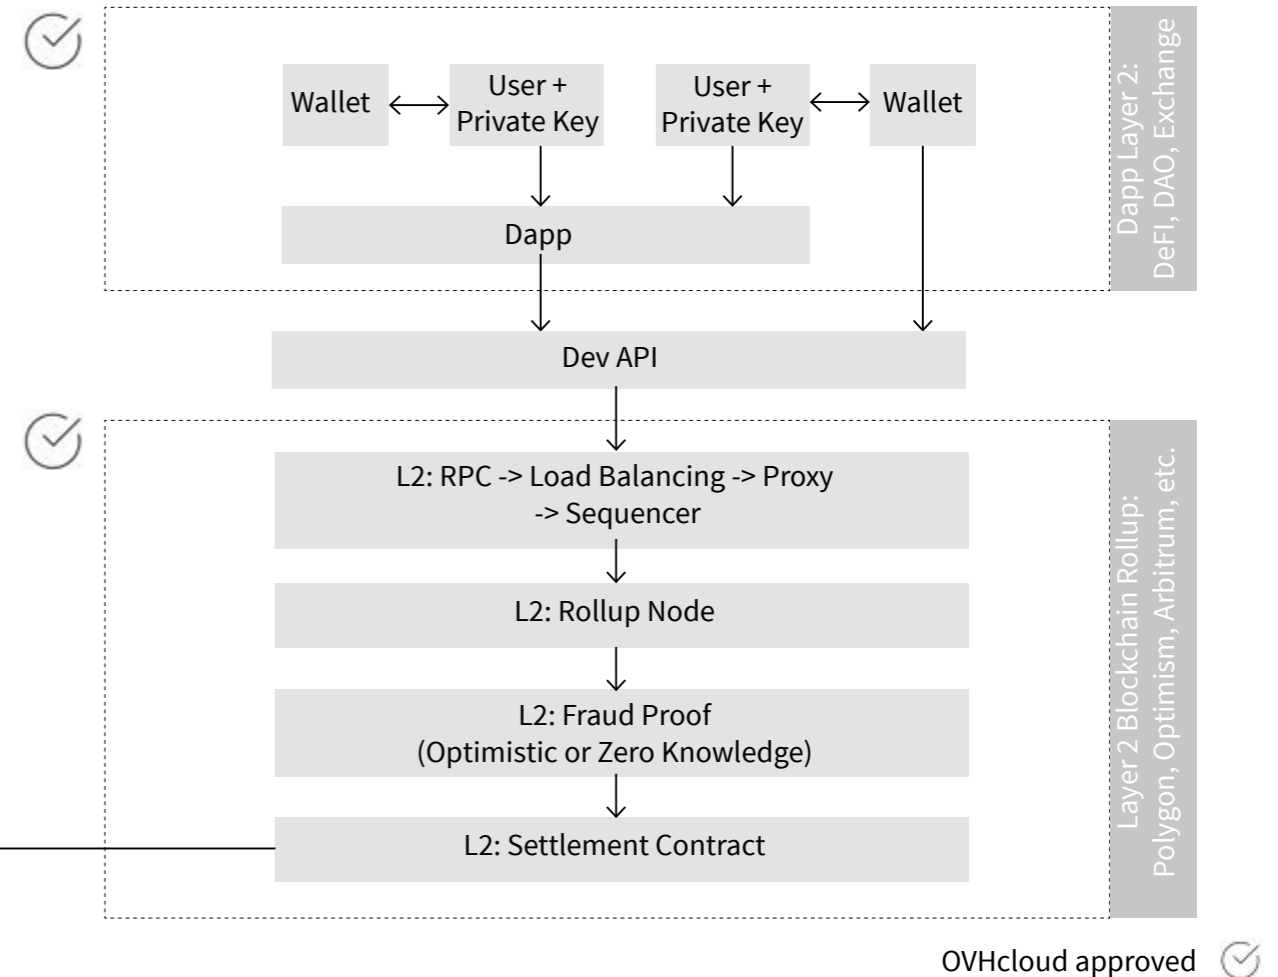 Wallet
User +
Private Key
User +
Private Key
Wallet
Dapp
Dapp Layer 2:
DeFI, DAO, Exchange
Dev API
L2: RPC -> Load Balancing -> Proxy
-> Sequencer
L2: Rollup Node
L2: Fraud Proof
(Optimistic or Zero Knowledge)
L2: Settlement Contract
Layer 2 Blockchain Rollup:
Polygon, Optimism, Arbitrum, etc.
OVHcloud approved